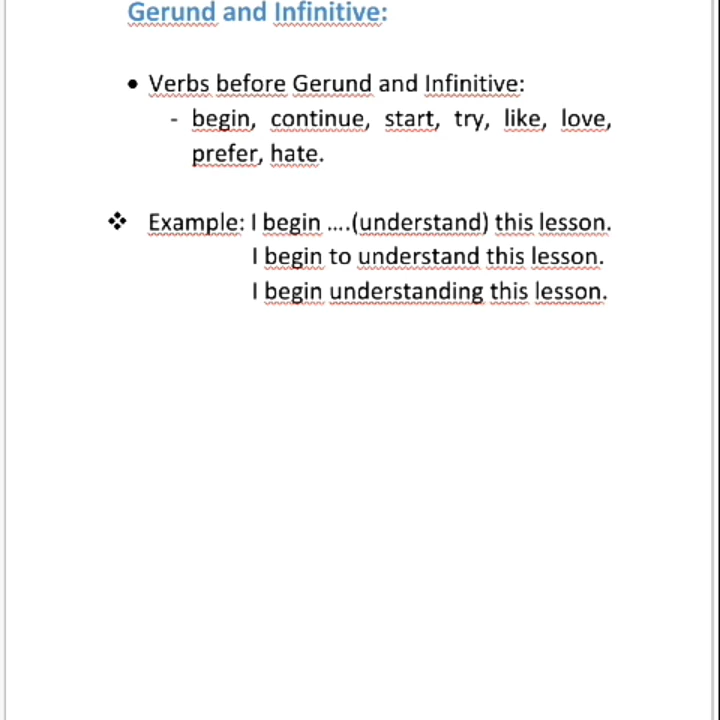 Gerund and Infinitive:
• Verbs before Gerund and Infinitive:
- begin, continue, start, try, like, love,
prefer, hate.
❖ Example: I begin ....(understand) this lesson.
I begin to understand this lesson.
I begin understanding this lesson.